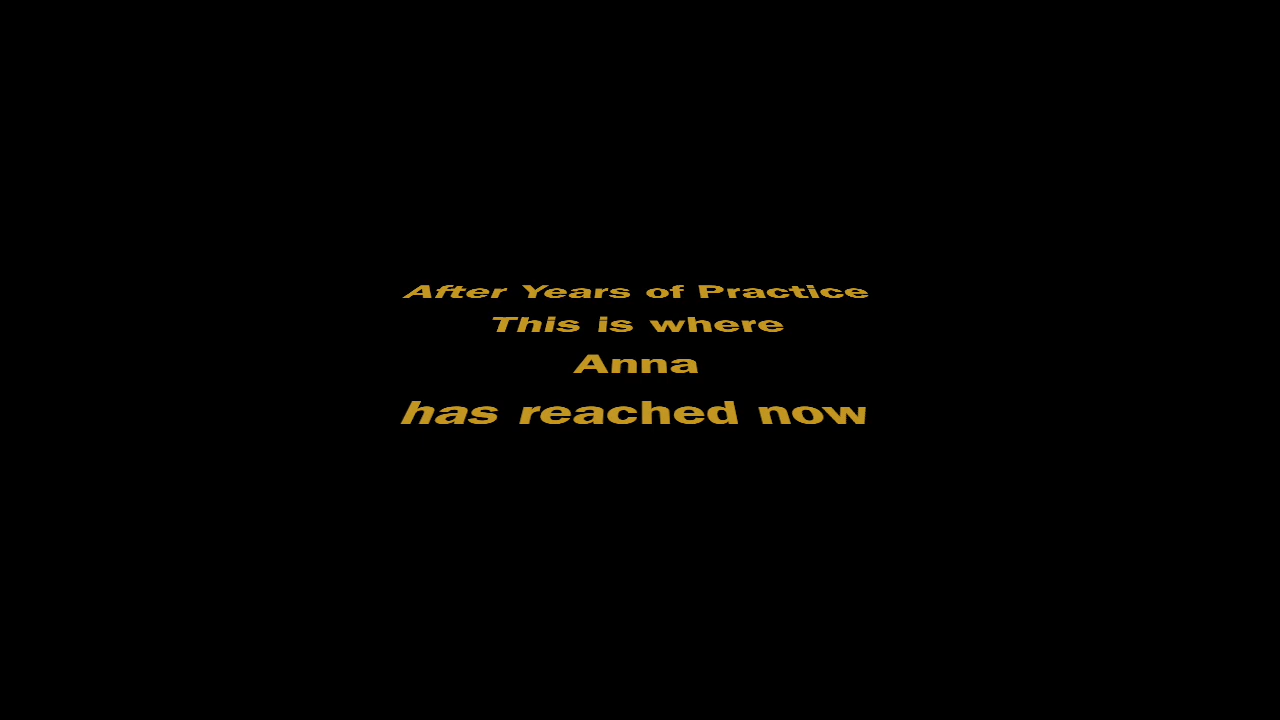 After Years of Practice
This is where
Anna
has reached now